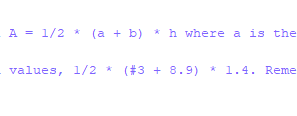 A = 1/2 * (a + b) * h where a is the
values, 1/2 * (#3 + 8.9) * 1.4. Reme